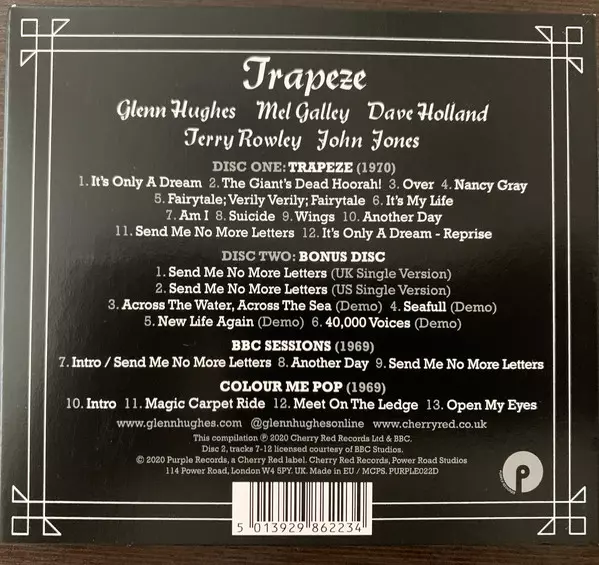 Trapeze
Glenn Hughes Mel Galley Dave Holland
Terry Rowley John Jones
DISC ONE: TRAPEZE (1970)
1. It's Only A Dream 2. The Giant's Dead Hoorah! 3. Over 4. Nancy Gray
5. Fairytale; Verily Verily; Fairytale 6. It's My Life
7. Am I 8. Suicide 9. Wings 10. Another Day
11. Send Me No More Letters 12. It's Only A Dream - Reprise
DISC TWO: BONUS DISC
1. Send Me No More Letters (UK Single Version)
2. Send Me No More Letters (US Single Version)
3. Across The Water, Across The Sea (Demo) 4. Seafull (Demo)
5. New Life Again (Demo) 6. 40,000 Voices (Demo)
BBC SESSIONS (1969)
7. Intro / Send Me No More Letters 8. Another Day 9. Send Me No More Letters
COLOUR ME POP (1969)
10. Intro 11. Magic Carpet Ride 12. Meet On The Ledge 13. Open My Eyes
www.glennhughes.com @glennhughesonline www.cherryred.co.uk
This compilation ℗ 2020 Cherry Red Records Ltd & BBC.
Disc 2, tracks 7-12 licensed courtesy of BBC Studios.
© 2020 Purple Records, a Cherry Red label. Cherry Red Records, Power Road Studios
114 Power Road, London W4 5PY. UK. Made in EU / MCPS. PURPLE022D
5 013929 862234